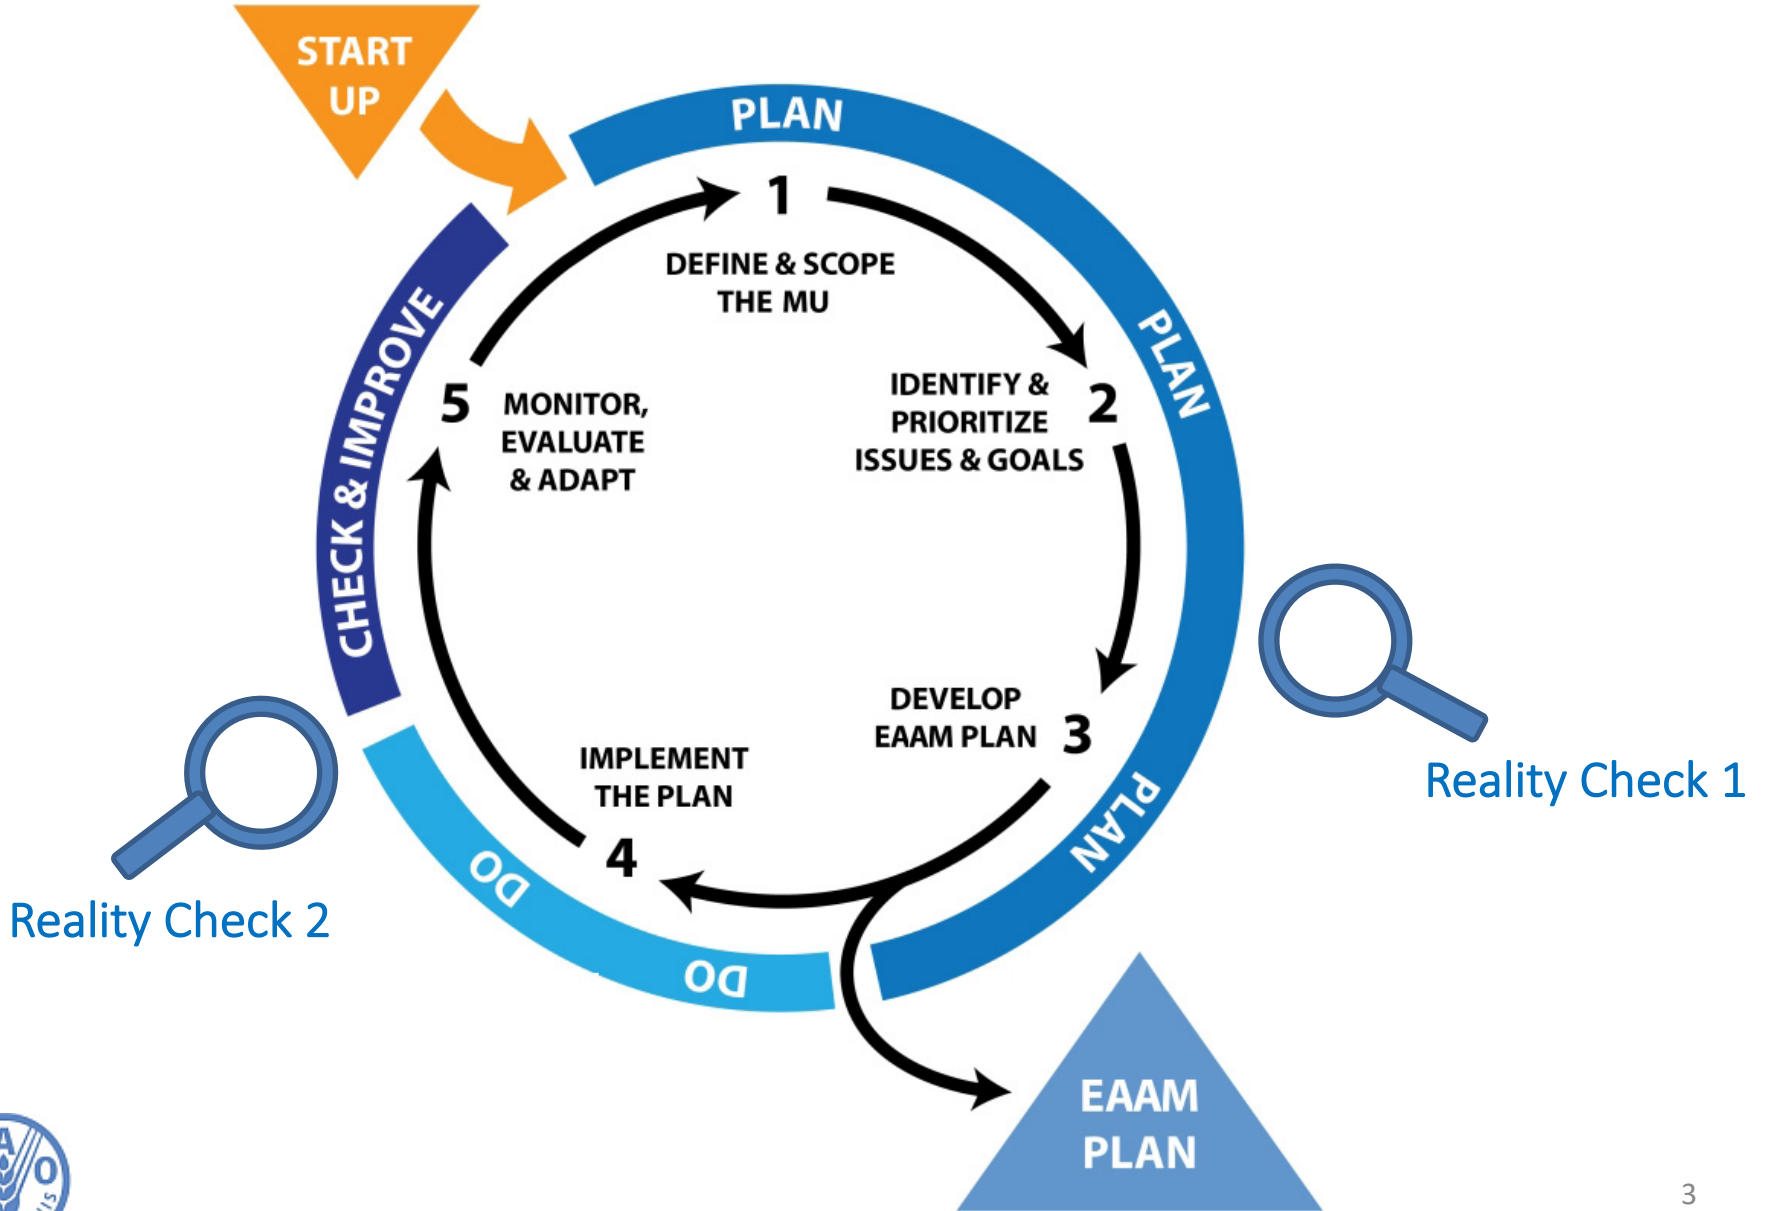 START
UP
PLAN
1
DEFINE & SCOPE
THE MU
PLAN
IDENTIFY &
PRIORITIZE
ISSUES & GOALS
2
DEVELOP
EAAM PLAN
3
PLAN
Reality Check 1
EAAM
PLAN
IMPLEMENT
THE PLAN
4
DO
DO
Reality Check 2
5
MONITOR,
EVALUATE
& ADAPT
CHECK & IMPROVE
A
O
IS
3